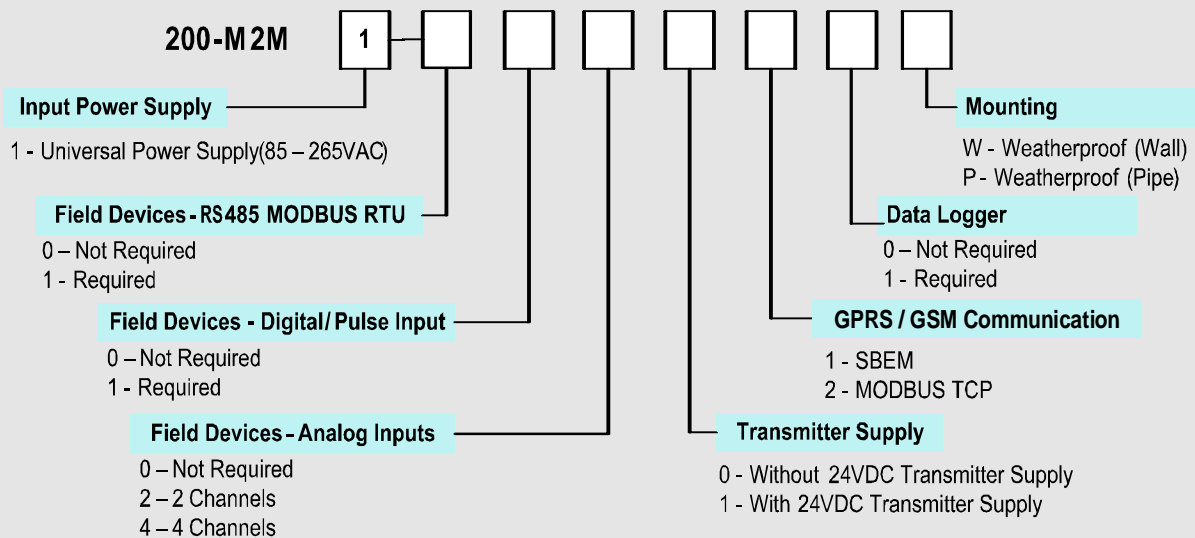 200-M2M 1
Input Power Supply
1 - Universal Power Supply(85 – 265VAC)
Field Devices - RS485 MODBUS RTU
0 – Not Required
1 - Required
Field Devices - Digital/Pulse Input
0 – Not Required
1 - Required
Field Devices - Analog Inputs
0 – Not Required
2 – 2 Channels
4 – 4 Channels
Mounting
W - Weatherproof (Wall)
P - Weatherproof (Pipe)
Data Logger
0 – Not Required
1 - Required
GPRS / GSM Communication
1 - SBEM
2 - MODBUS TCP
Transmitter Supply
0 - Without 24VDC Transmitter Supply
1 - With 24VDC Transmitter Supply